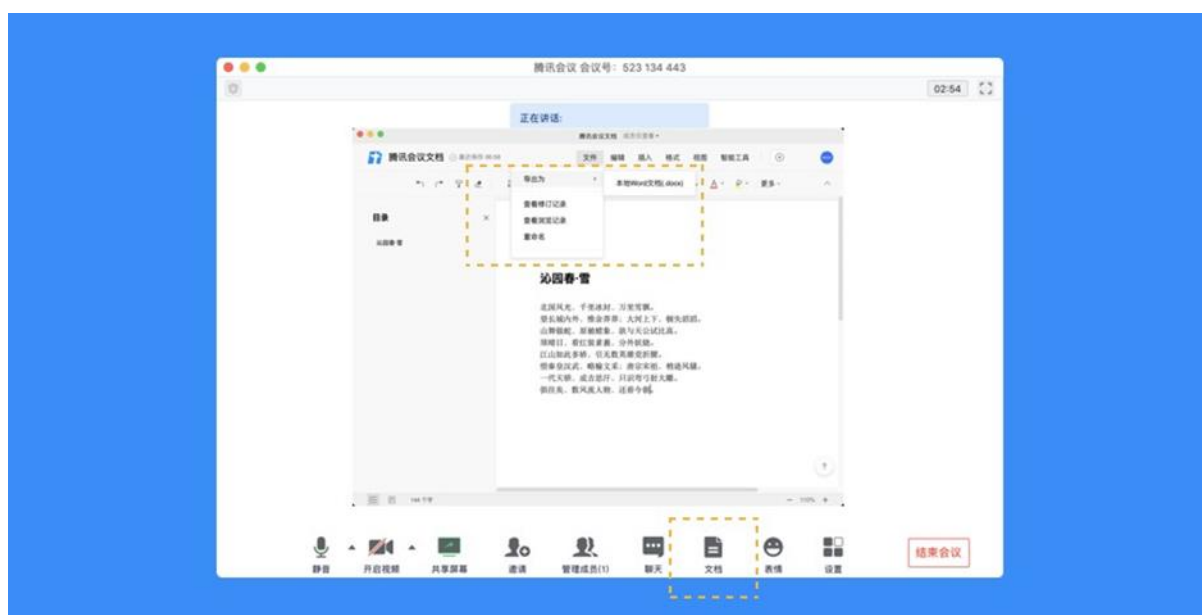 腾讯会议 会议号：523 134 443
02:54
正在讲话:
腾讯会议文档
腾讯会议文档
文件 编辑 插入 格式 视图 智能工具
导出为
本地Word文档(.docx)
更多
查看修订记录
查看浏览记录
重命名
目录
沁园春·雪
沁园春·雪
北国风光，千里冰封，万里雪飘。
望长城内外，惟余莽莽；大河上下，顿失滔滔。
山舞银蛇，原驰蜡象，欲与天公试比高。
须晴日，看红装素裹，分外妖娆。
江山如此多娇，引无数英雄竞折腰。
惜秦皇汉武，略输文采；唐宗宋祖，稍逊风骚。
一代天骄，成吉思汗，只识弯弓射大雕。
俱往矣，数风流人物，还看今朝。
110%
静音
开启视频
共享屏幕
邀请
管理成员(1)
聊天
文档
表情
设置
结束会议